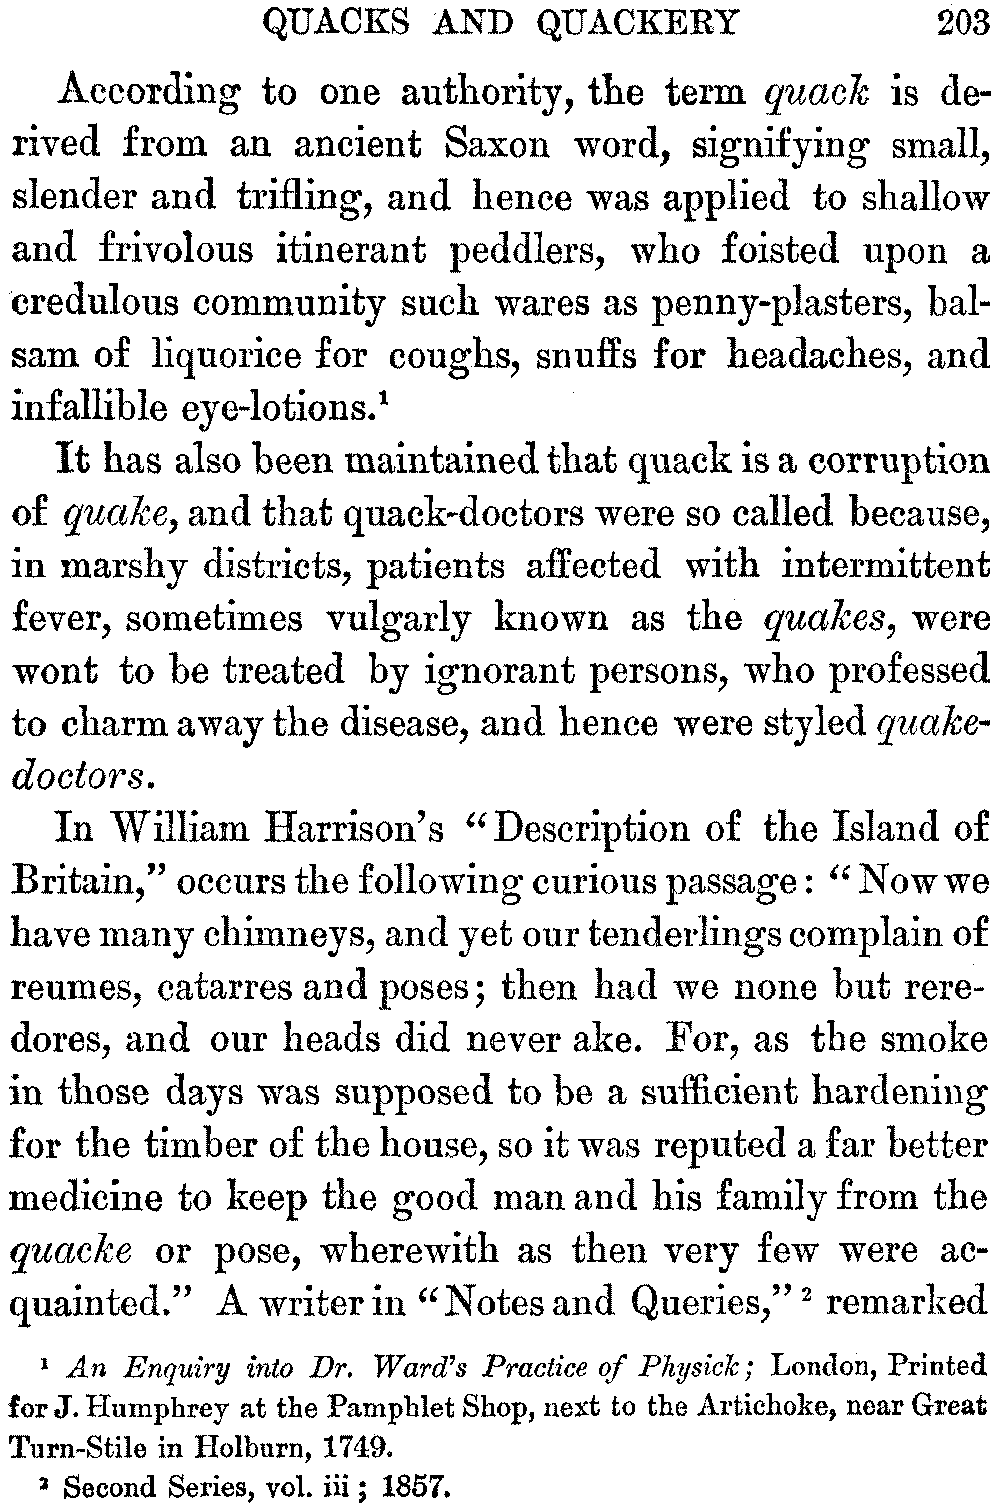 QUACKS AND QUACKERY 203
According to one authority, the term quack is de-
rived from an ancient Saxon word, signifying small,
slender and trifling, and hence was applied to shallow
and frivolous itinerant peddlers, who foisted upon a
credulous community such wares as penny-plasters, bal-
sam of liquorice for coughs, snuffs for headaches, and
infallible eye-lotions.¹
It has also been maintained that quack is a corruption
of quake, and that quack-doctors were so called because,
in marshy districts, patients affected with intermittent
fever, sometimes vulgarly known as the quakes, were
wont to be treated by ignorant persons, who professed
to charm away the disease, and hence were styled quake-
doctors.
In William Harrison's “Description of the Island of
Britain,” occurs the following curious passage: “Now we
have many chimneys, and yet our tenderlings complain of
reumes, catarres and poses; then had we none but rere-
dores, and our heads did never ake. For, as the smoke
in those days was supposed to be a sufficient hardening
for the timber of the house, so it was reputed a far better
medicine to keep the good man and his family from the
quacke or pose, wherewith as then very few were ac-
quainted.” A writer in “Notes and Queries,” ² remarked
¹ An Enquiry into Dr. Ward's Practice of Physick; London, Printed
for J. Humphrey at the Pamphlet Shop, next to the Artichoke, near Great
Turn-Stile in Holburn, 1749.
² Second Series, vol. iii; 1857.